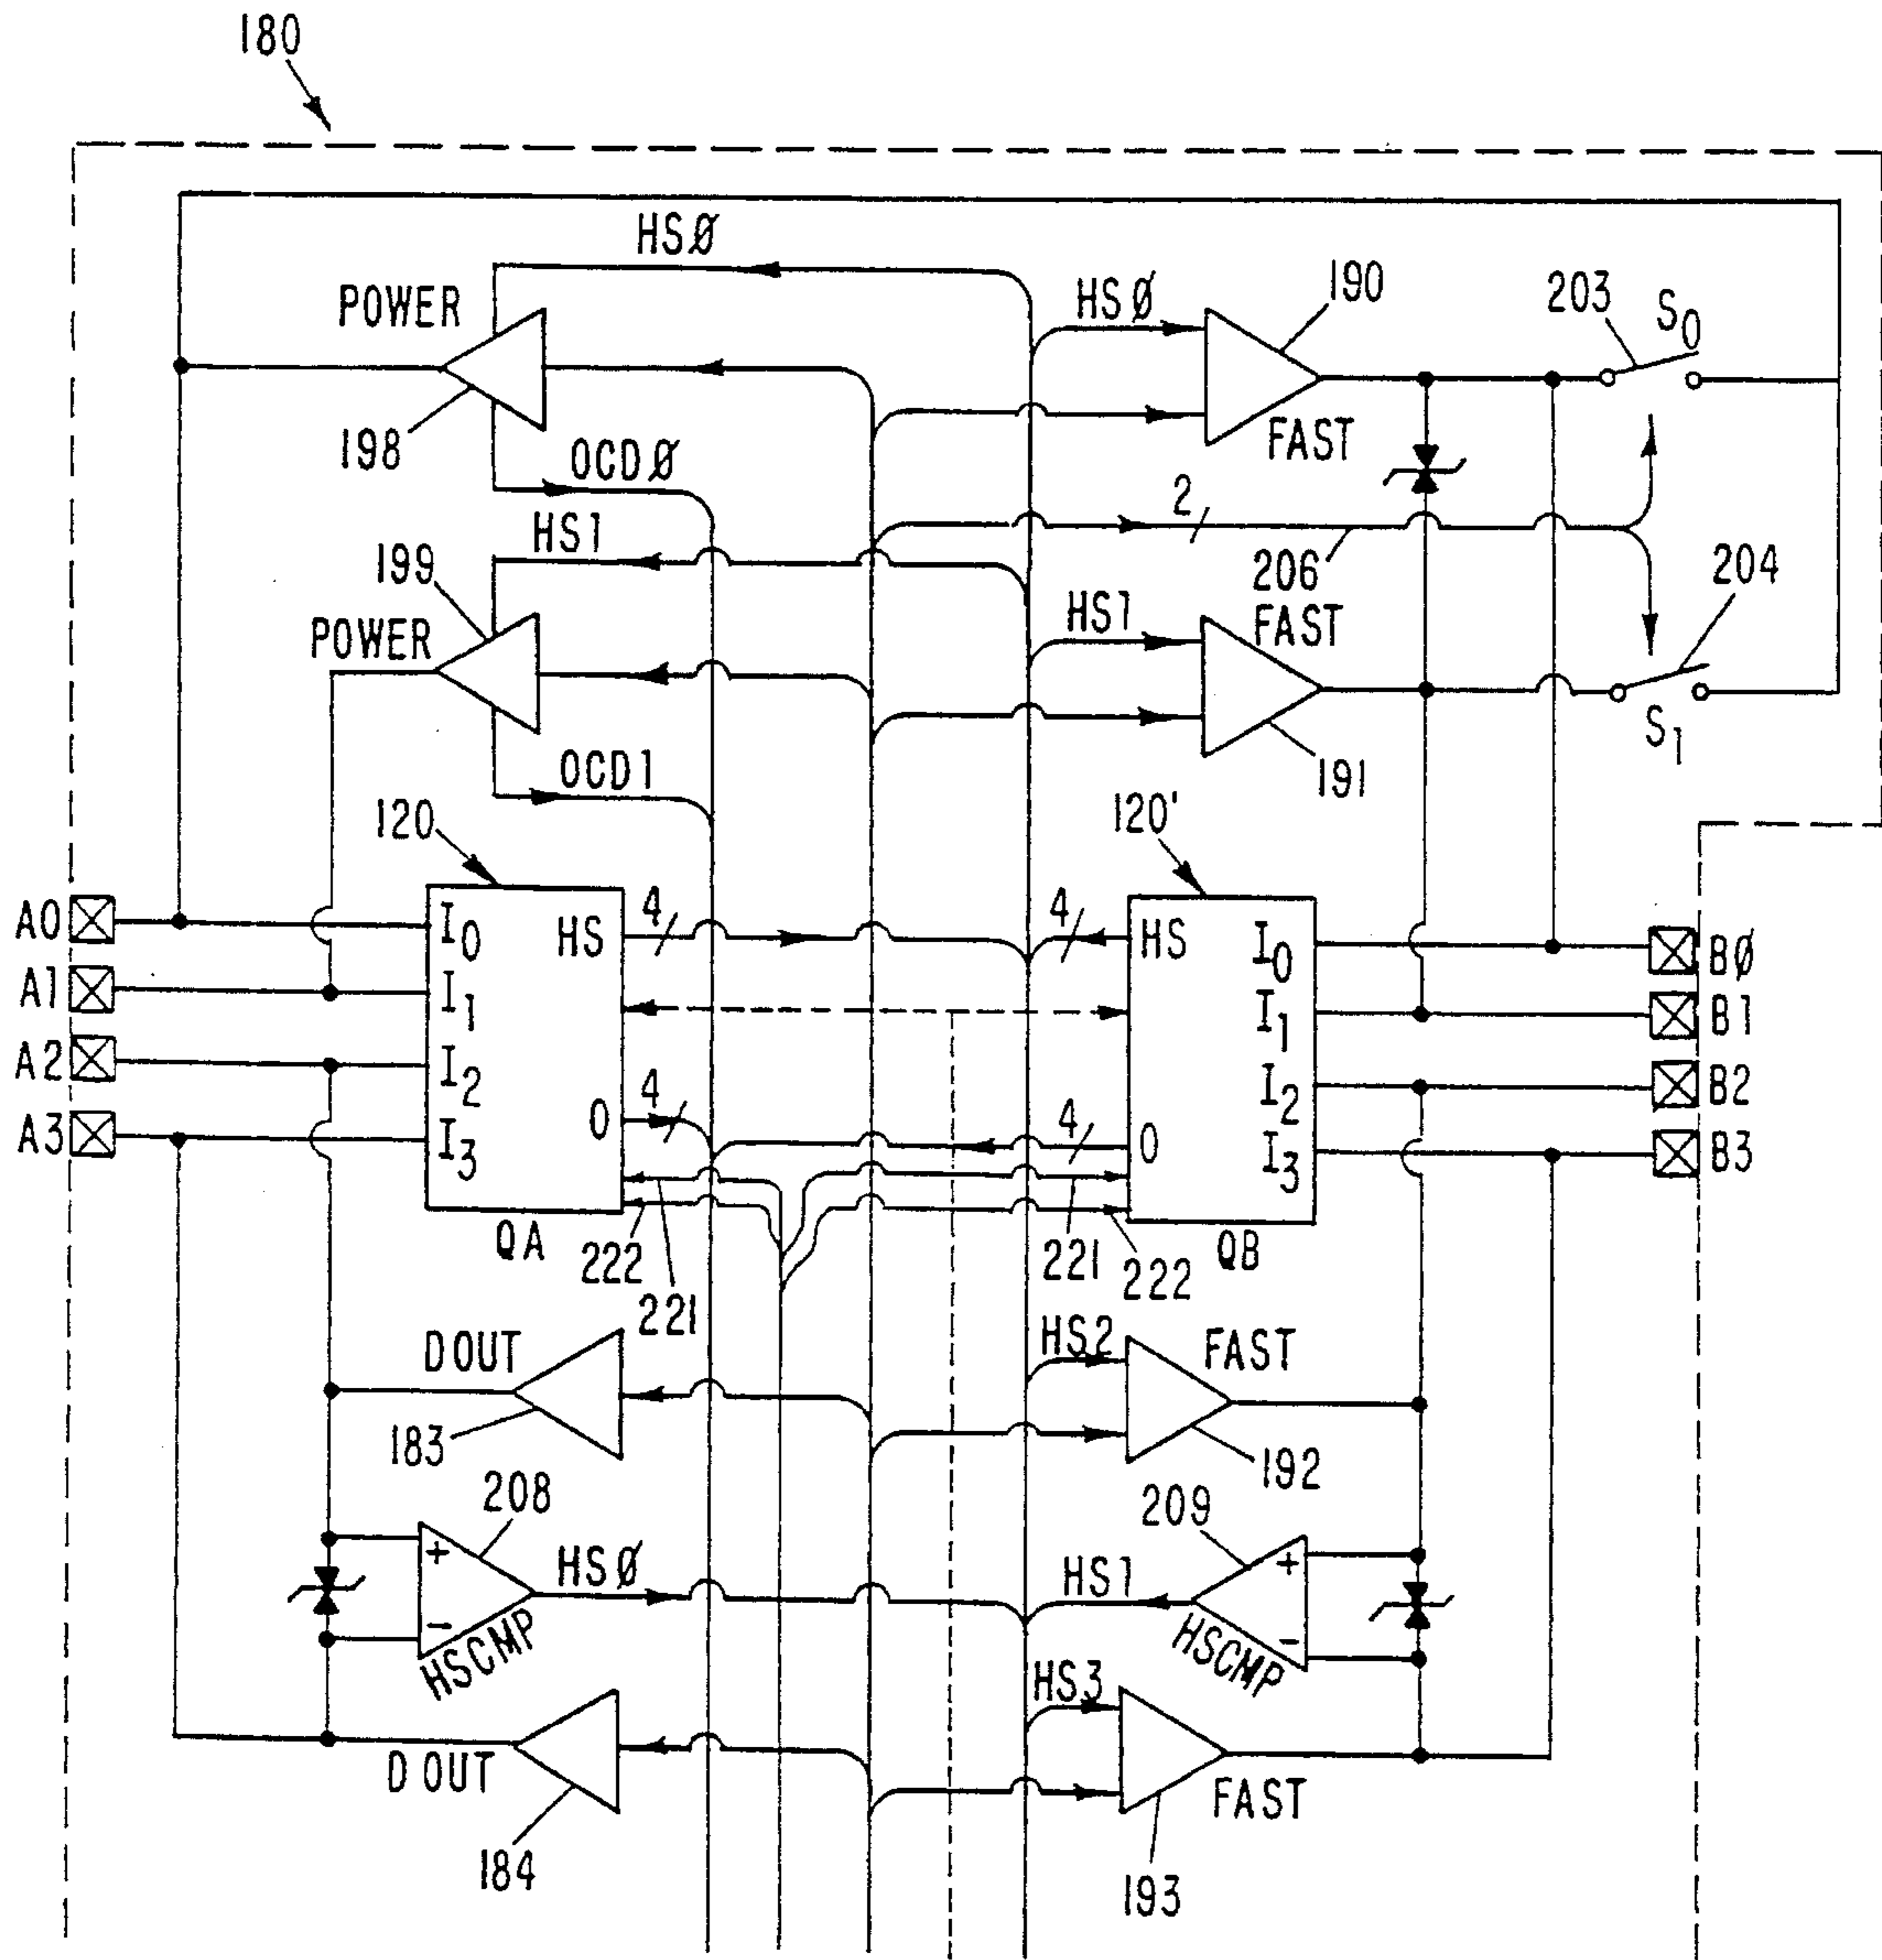 180
HSØ
POWER
HSØ
190
203
S0
198
OCDØ
FAST
2
HS1
199
206
204
POWER
HS1
FAST
S1
OCD1
191
120
120'
A0
I0
HS
4
4
HS
I0
BØ
A1
I1
I1
B1
A2
I2
I2
B2
A3
I3
O
4
4
O
I3
B3
QA
222
221
221
222
QB
D OUT
HS2
FAST
183
192
208
209
+
-
HSØ
HS1
+
-
HSCMP
HSCMP
HS3
D OUT
FAST
184
193